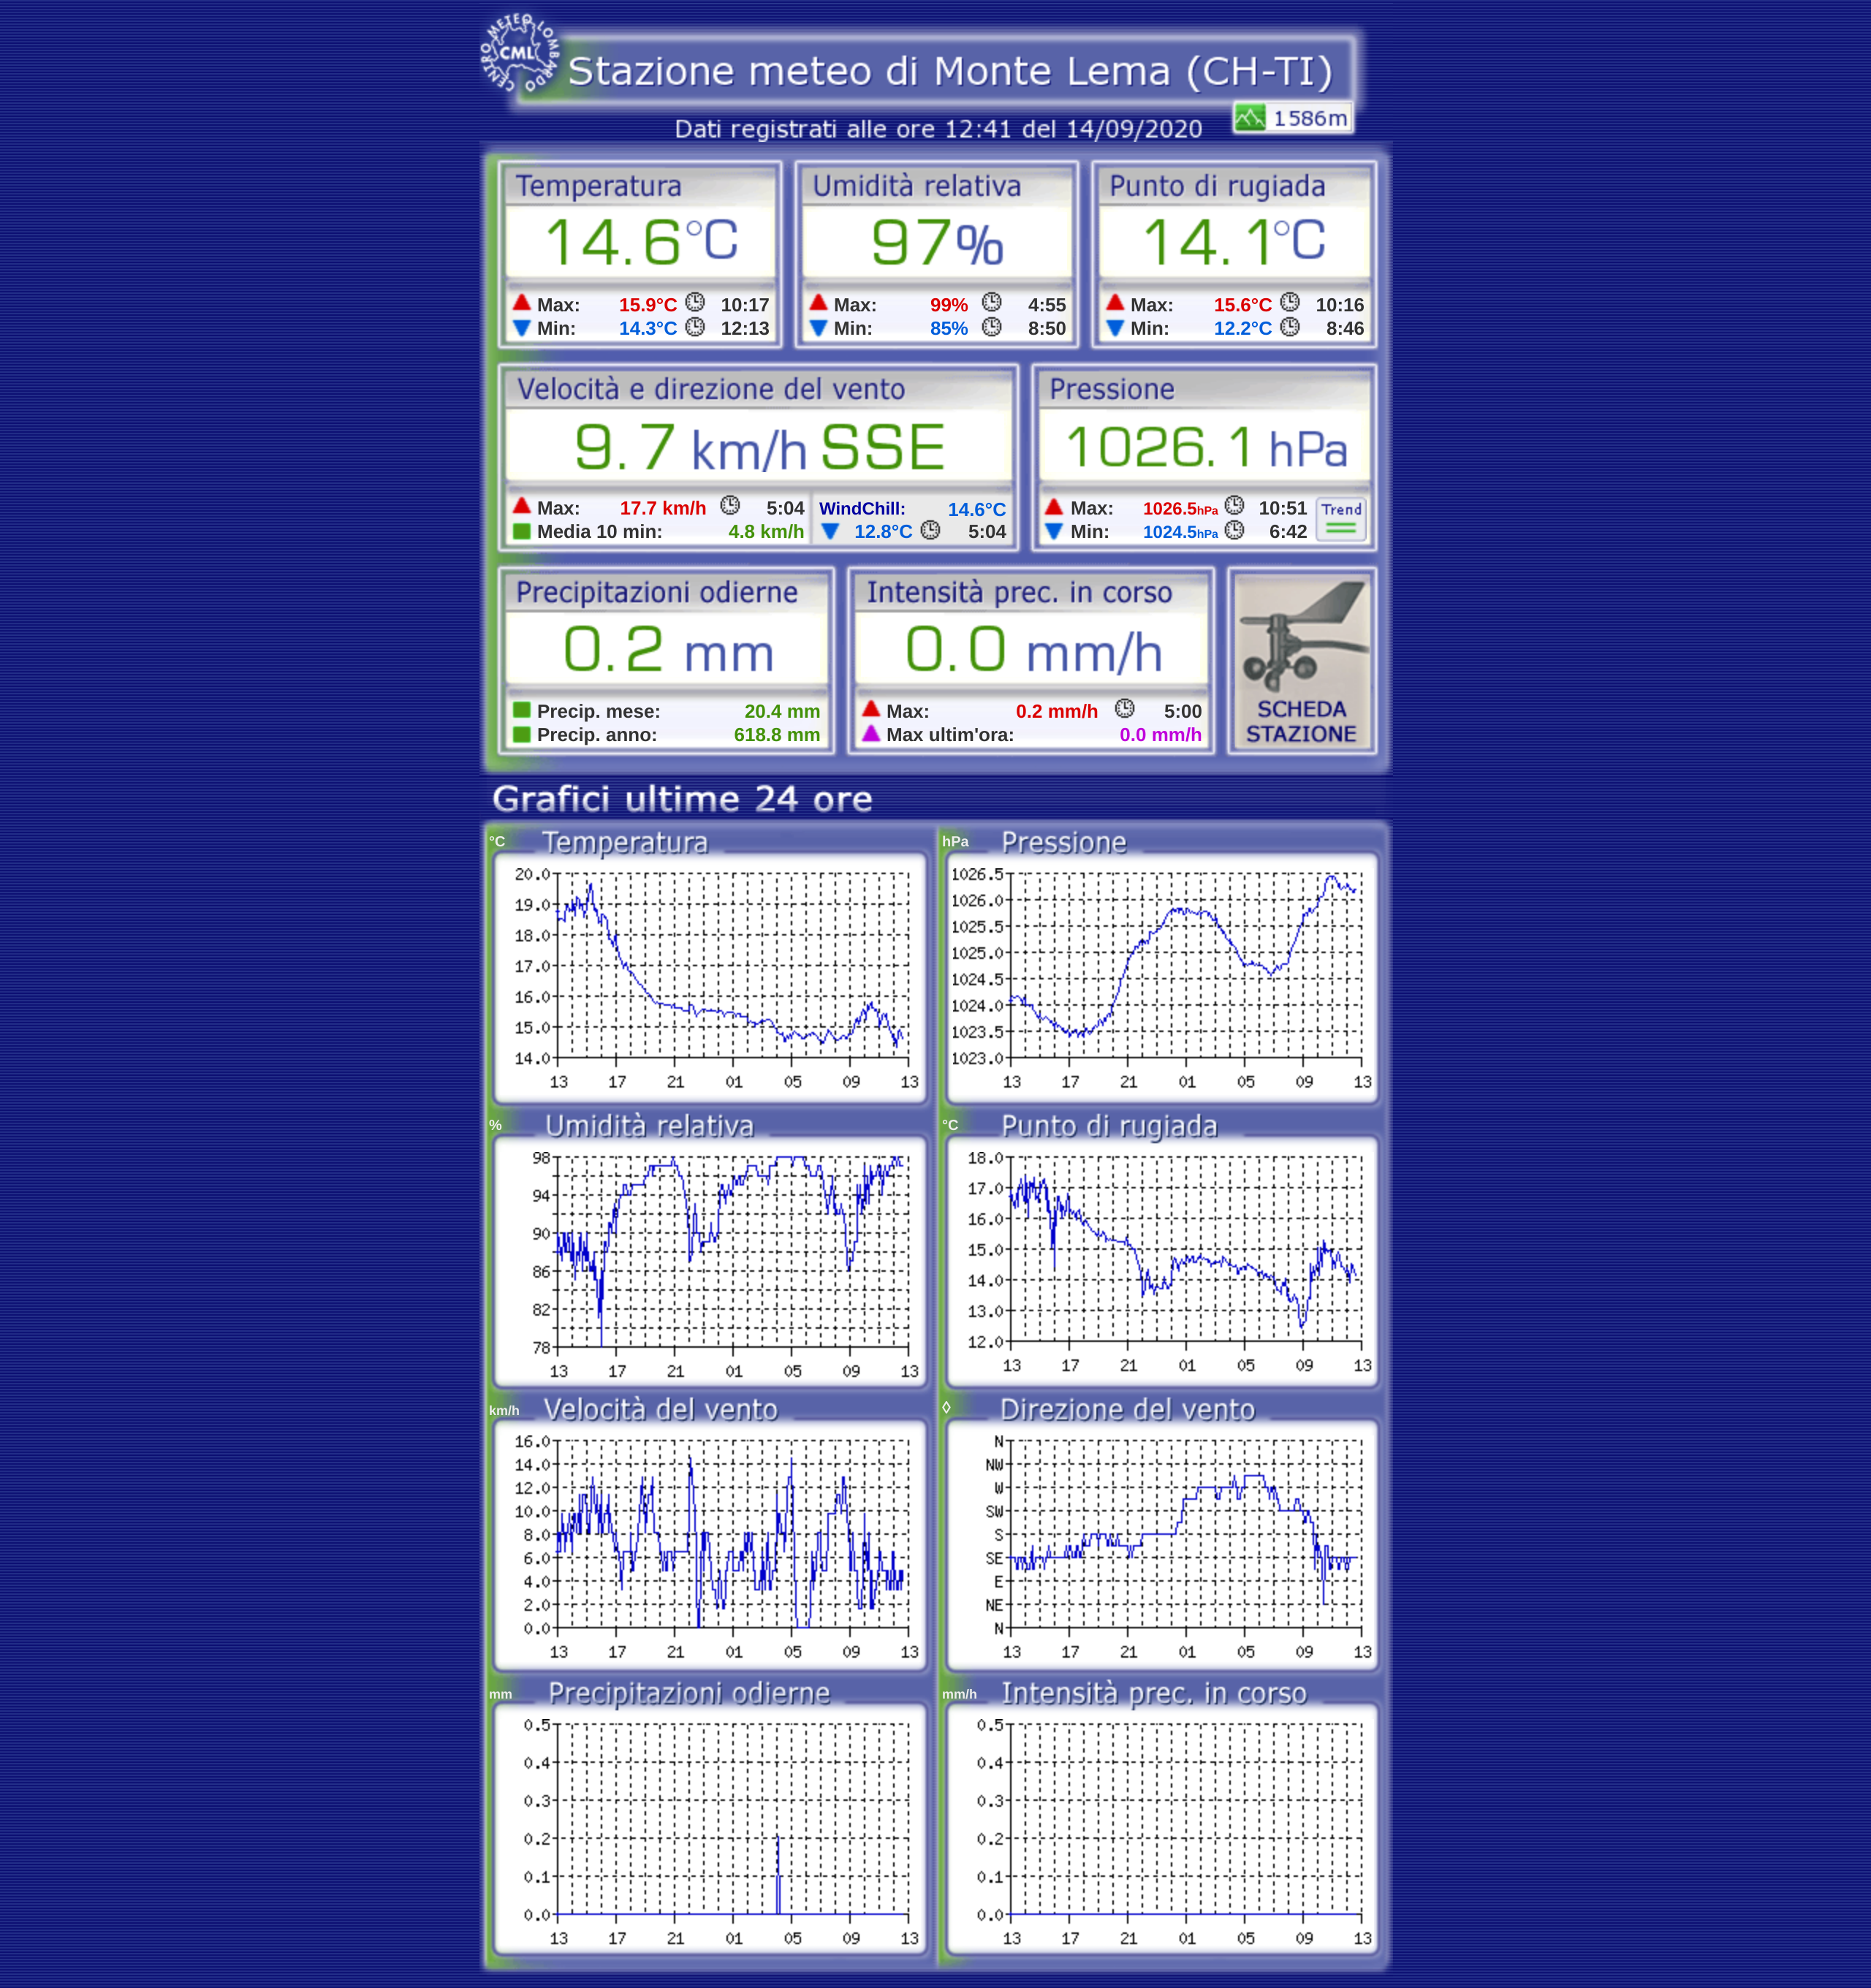 CENTRO METEO LOMBARDO
CML
Stazione meteo di Monte Lema (CH-TI)
1586m
Dati registrati alle ore 12:41 del 14/09/2020
Temperatura
14.6°C
Max: 15.9°C 10:17
Min: 14.3°C 12:13
Umidità relativa
97%
Max: 99% 4:55
Min: 85% 8:50
Punto di rugiada
14.1°C
Max: 15.6°C 10:16
Min: 12.2°C 8:46
Velocità e direzione del vento
9.7 km/h SSE
Max: 17.7 km/h 5:04
Media 10 min: 4.8 km/h
WindChill: 14.6°C
12.8°C 5:04
Pressione
1026.1 hPa
Max: 1026.5hPa 10:51
Min: 1024.5hPa 6:42
Trend
Precipitazioni odierne
0.2 mm
Precip. mese: 20.4 mm
Precip. anno: 618.8 mm
Intensità prec. in corso
0.0 mm/h
Max: 0.2 mm/h 5:00
Max ultim'ora: 0.0 mm/h
SCHEDA
STAZIONE
Grafici ultime 24 ore
°C Temperatura
20.0
19.0
18.0
17.0
16.0
15.0
14.0
13 17 21 01 05 09 13
hPa Pressione
1026.5
1026.0
1025.5
1025.0
1024.5
1024.0
1023.5
1023.0
13 17 21 01 05 09 13
% Umidità relativa
98
94
90
86
82
78
13 17 21 01 05 09 13
°C Punto di rugiada
18.0
17.0
16.0
15.0
14.0
13.0
12.0
13 17 21 01 05 09 13
km/h Velocità del vento
16.0
14.0
12.0
10.0
8.0
6.0
4.0
2.0
0.0
13 17 21 01 05 09 13
◊ Direzione del vento
N
NW
W
SW
S
SE
E
NE
N
13 17 21 01 05 09 13
mm Precipitazioni odierne
0.5
0.4
0.3
0.2
0.1
0.0
13 17 21 01 05 09 13
mm/h Intensità prec. in corso
0.5
0.4
0.3
0.2
0.1
0.0
13 17 21 01 05 09 13